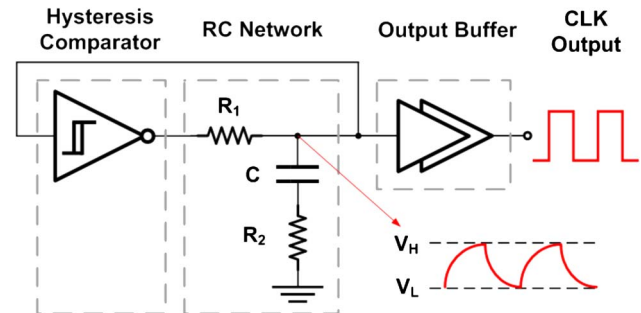 Hysteresis
Comparator
RC Network
Output Buffer
CLK
Output
R1
C
R2
VH
VL